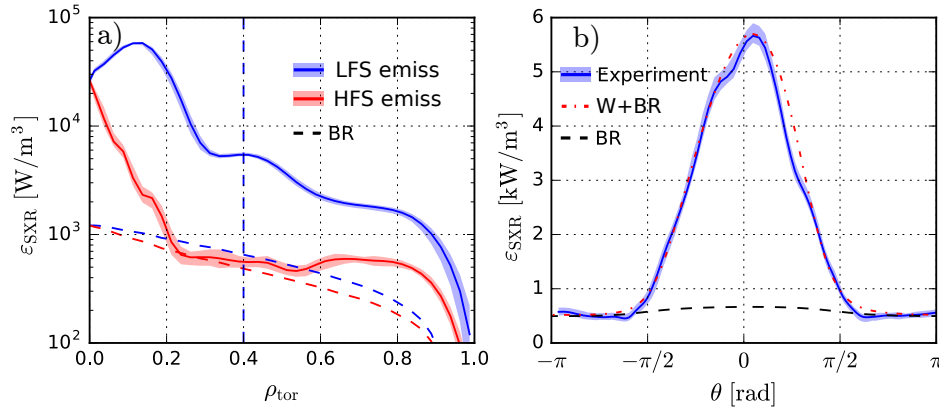 a)
10^5
10^4
10^3
10^2
ε_SXR [W/m^3]
LFS emiss
HFS emiss
BR
0.0 0.2 0.4 0.6 0.8 1.0
ρ_tor
b)
6
5
4
3
2
1
0
ε_SXR [kW/m^3]
Experiment
W+BR
BR
−π −π/2 0 π/2 π
θ [rad]